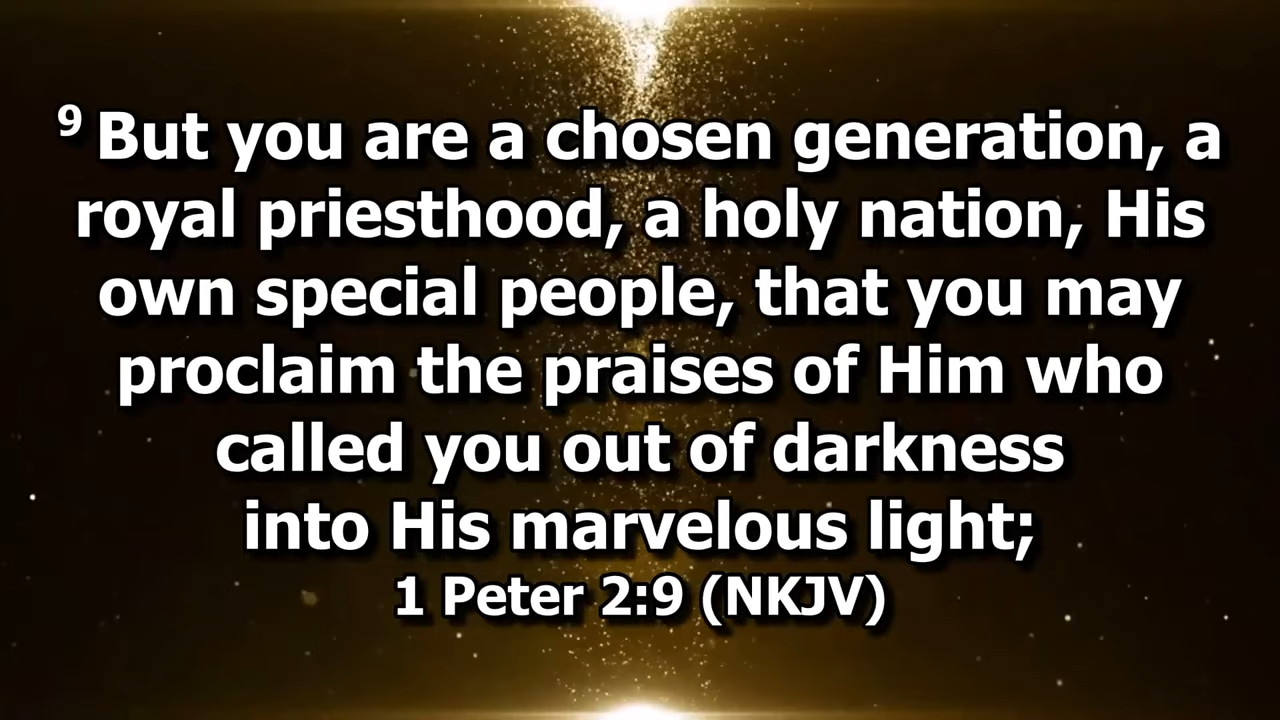 9 But you are a chosen generation, a
royal priesthood, a holy nation, His
own special people, that you may
proclaim the praises of Him who
called you out of darkness
into His marvelous light;
1 Peter 2:9 (NKJV)